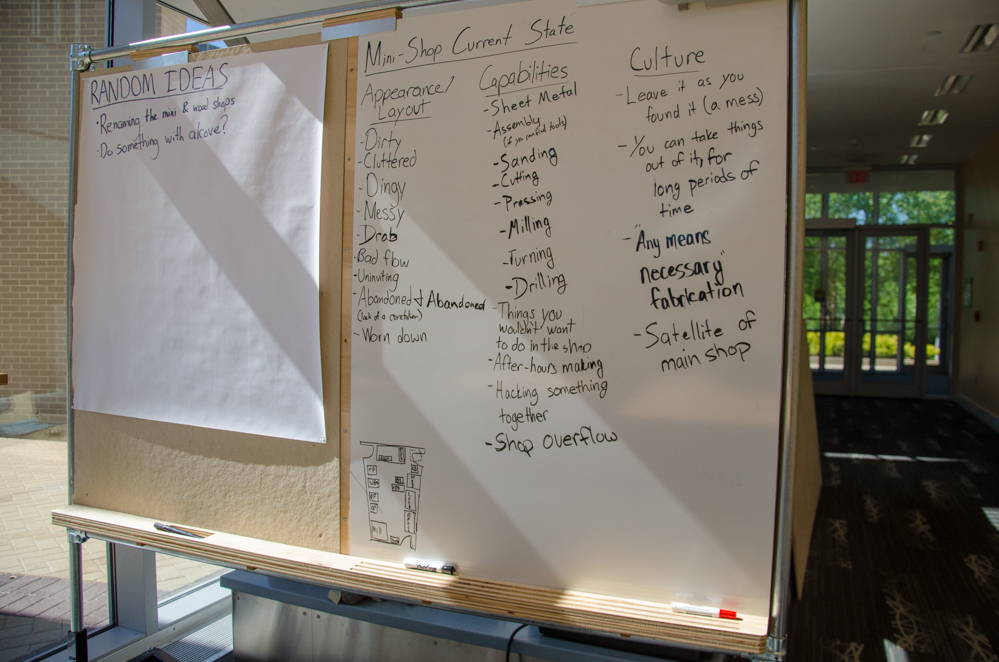 RANDOM IDEAS
• Renaming the mini & wood shops
• Do something with alcove?
Mini-Shop Current State
Appearance/
Layout
- Dirty
- Cluttered
- Dingy
- Messy
- Drab
- Bad flow
- Uninviting
- Abandoned & Abandoned
(lack of a caretaker)
- Worn down
Capabilities
- Sheet Metal
- Assembly
(if you can find tools)
- Sanding
- Cutting
- Pressing
- Milling
- Turning
- Drilling
- Things you
wouldn't want
to do in the shop
- After-hours making
- Hacking something
together
- Shop overflow
Culture
- Leave it as you
found it (a mess)
- You can take things
out of it, for
long periods of
time
- "Any means
necessary"
fabrication
- Satellite of
main shop